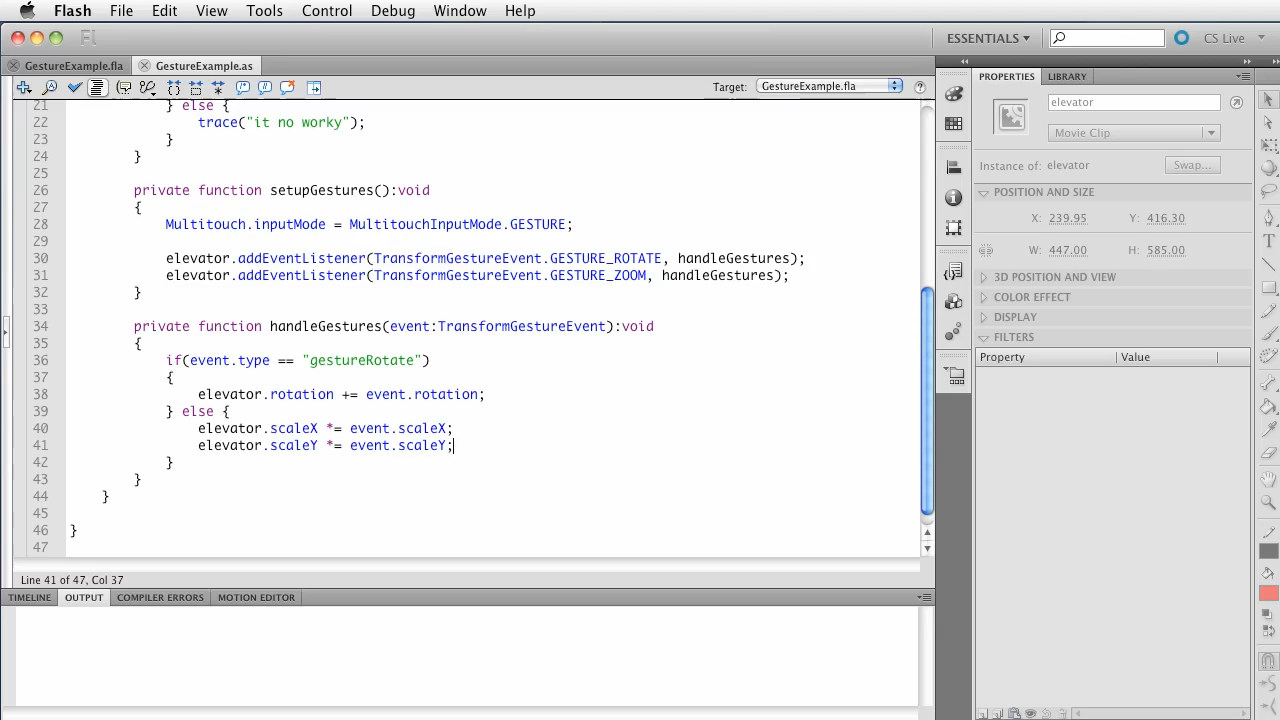 Flash File Edit View Tools Control Debug Window Help
Fl ESSENTIALS CS Live
GestureExample.fla GestureExample.as
Target: GestureExample.fla
21 } else {
22 trace("it no worky");
23 }
24 }
25
26 private function setupGestures():void
27 {
28 Multitouch.inputMode = MultitouchInputMode.GESTURE;
29
30 elevator.addEventListener(TransformGestureEvent.GESTURE_ROTATE, handleGestures);
31 elevator.addEventListener(TransformGestureEvent.GESTURE_ZOOM, handleGestures);
32 }
33
34 private function handleGestures(event:TransformGestureEvent):void
35 {
36 if(event.type == "gestureRotate")
37 {
38 elevator.rotation += event.rotation;
39 } else {
40 elevator.scaleX *= event.scaleX;
41 elevator.scaleY *= event.scaleY;
42 }
43 }
44 }
45
46 }
47
Line 41 of 47, Col 37
TIMELINE OUTPUT COMPILER ERRORS MOTION EDITOR
PROPERTIES LIBRARY
elevator
Movie Clip
Instance of: elevator Swap...
POSITION AND SIZE
X: 239.95 Y: 416.30
W: 447.00 H: 585.00
3D POSITION AND VIEW
COLOR EFFECT
DISPLAY
FILTERS
Property Value